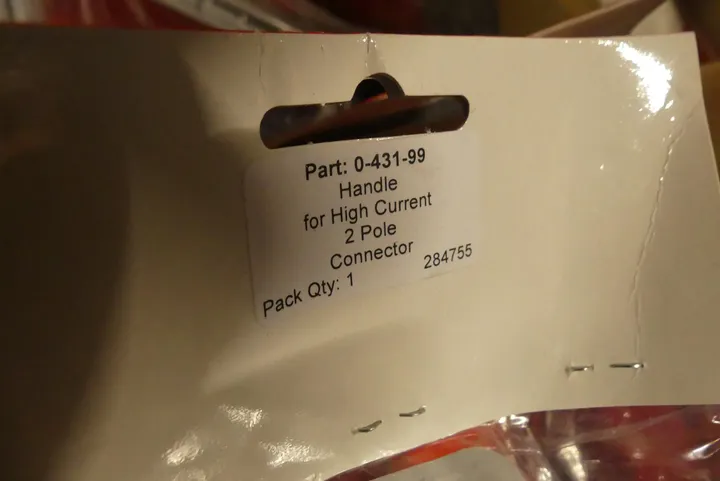 Part: 0-431-99
Handle
for High Current
2 Pole
Connector
Pack Qty: 1
284755